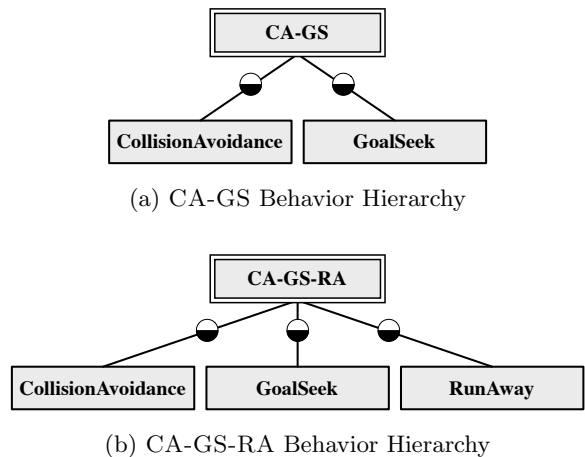 CA-GS
CollisionAvoidance GoalSeek
(a) CA-GS Behavior Hierarchy
CA-GS-RA
CollisionAvoidance GoalSeek RunAway
(b) CA-GS-RA Behavior Hierarchy